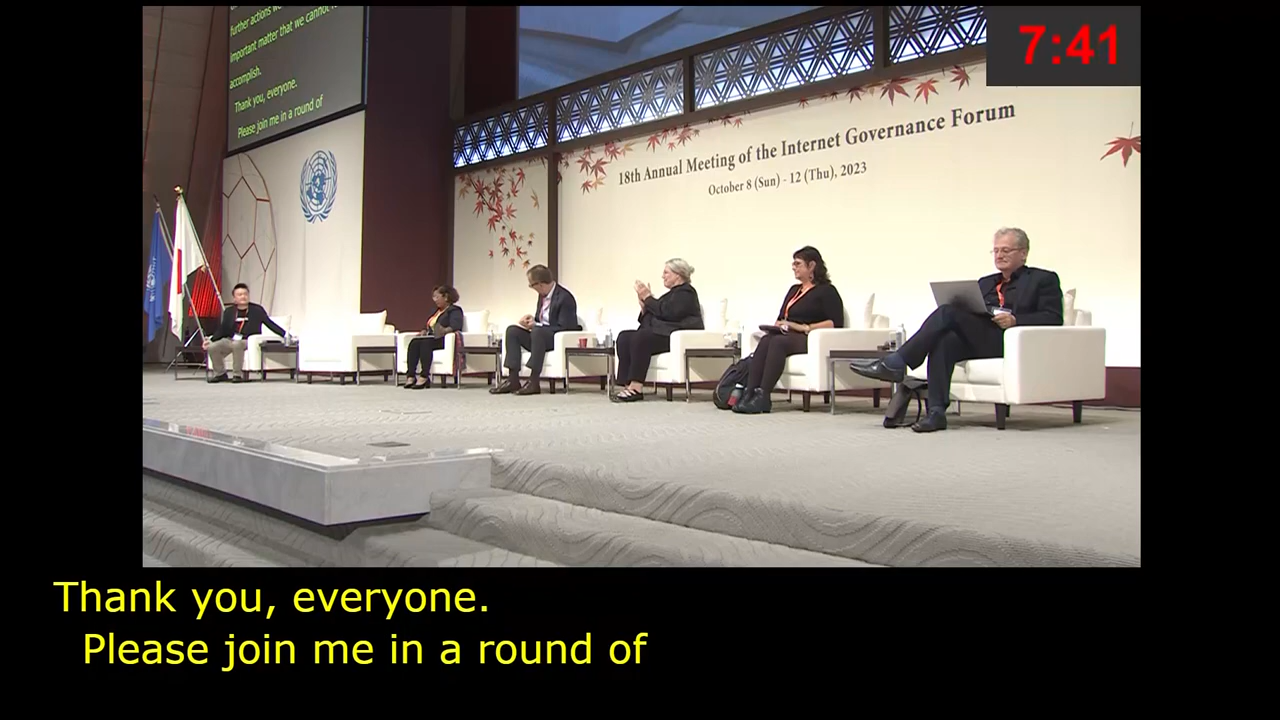 further actions
important matter that we cannot
accomplish.
Thank you, everyone.
Please join me in a round of
7:41
18th Annual Meeting of the Internet Governance Forum
October 8 (Sun) - 12 (Thu), 2023
Thank you, everyone.
Please join me in a round of